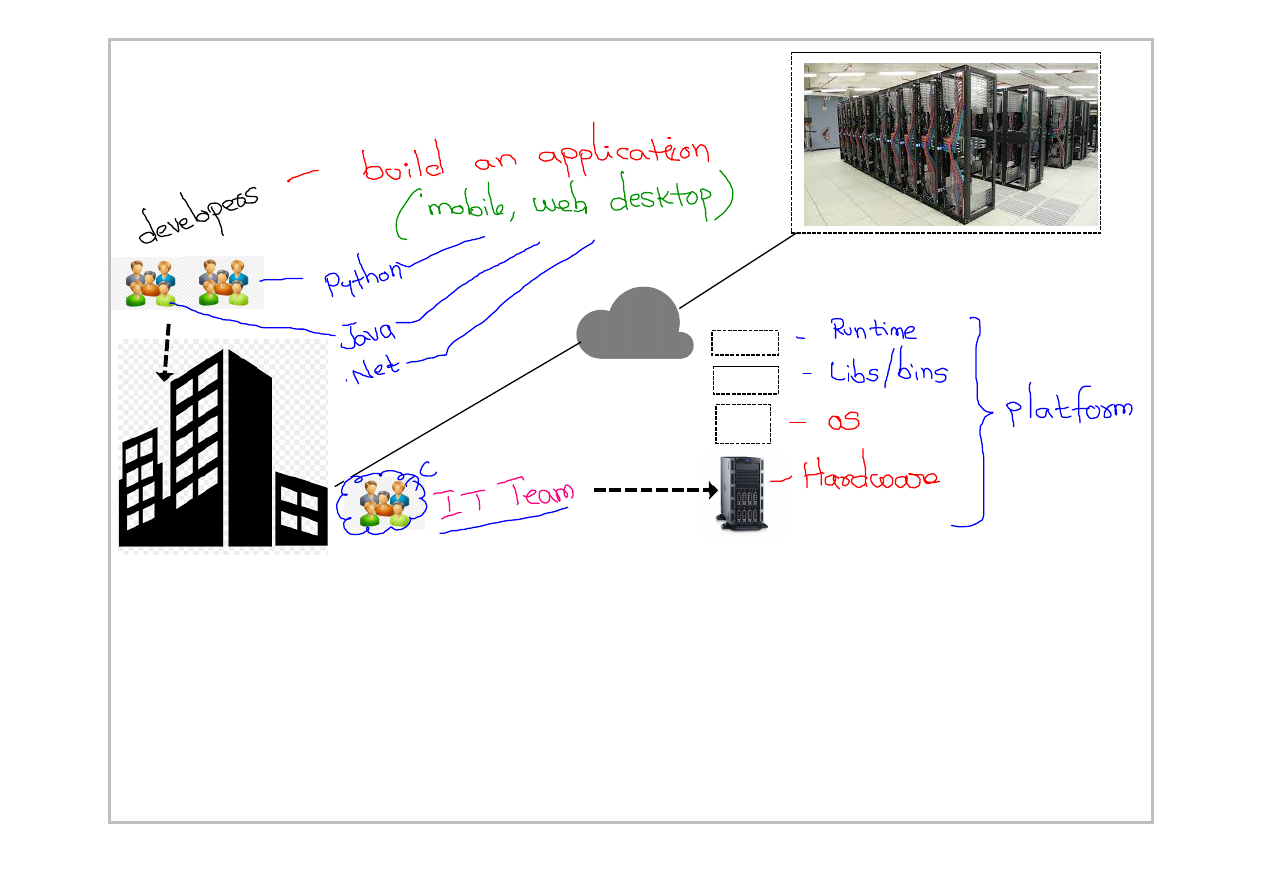 build an application
(mobile, web desktop)
developers
Python
Java
.Net
Runtime
Libs/bins
OS
platform
Hardware
C
IT Team